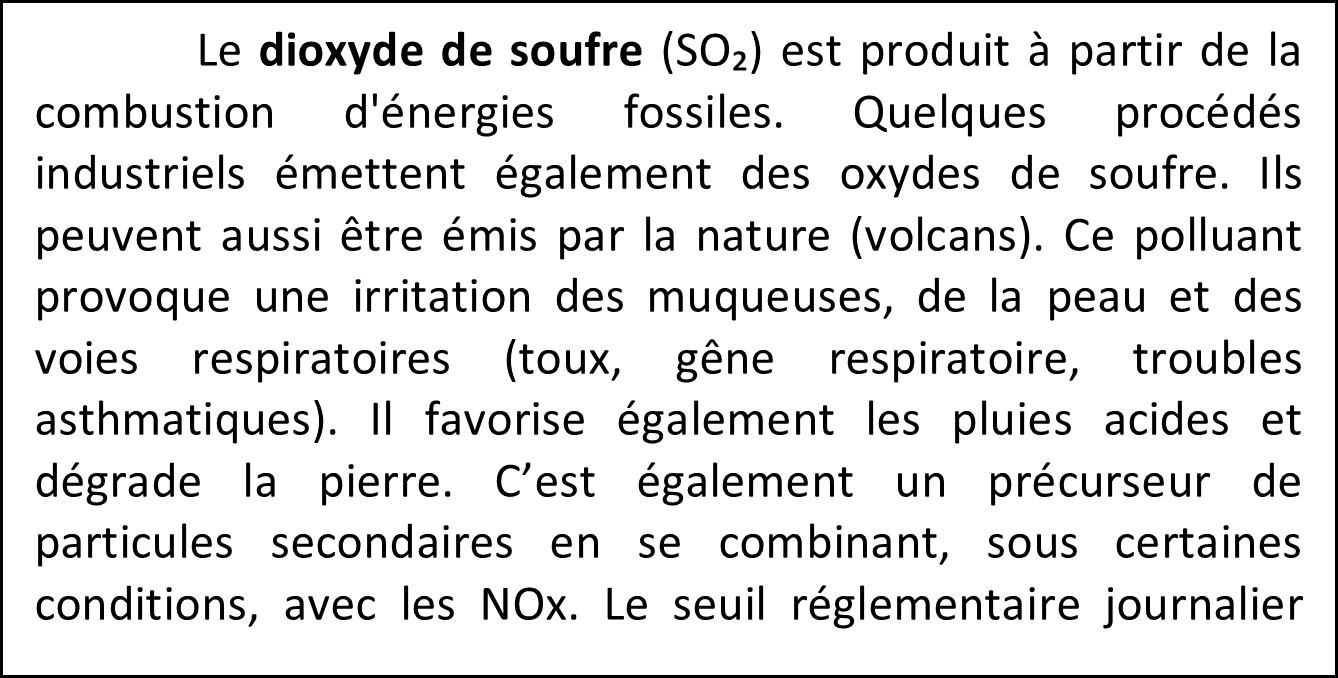 Le dioxyde de soufre (SO₂) est produit à partir de la
combustion d'énergies fossiles. Quelques procédés
industriels émettent également des oxydes de soufre. Ils
peuvent aussi être émis par la nature (volcans). Ce polluant
provoque une irritation des muqueuses, de la peau et des
voies respiratoires (toux, gêne respiratoire, troubles
asthmatiques). Il favorise également les pluies acides et
dégrade la pierre. C’est également un précurseur de
particules secondaires en se combinant, sous certaines
conditions, avec les NOx. Le seuil réglementaire journalier